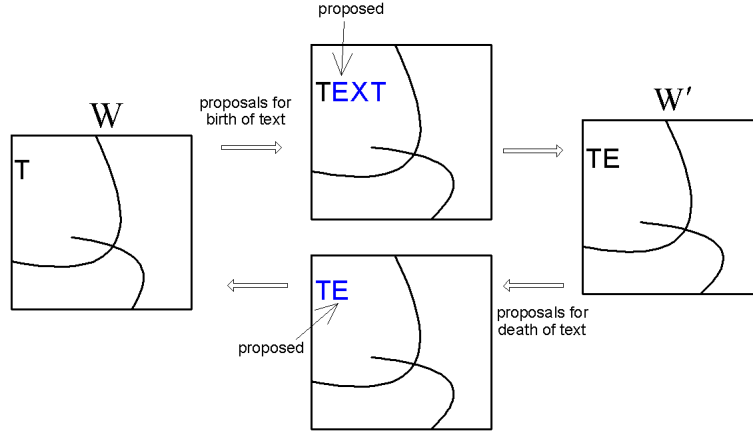 proposed
TEXT
W
proposals for
birth of text
W'
T
TE
TE
proposed
proposals for
death of text